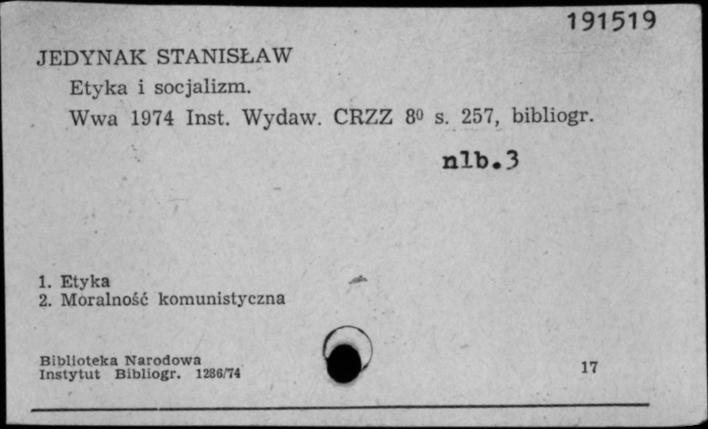 191519
JEDYNAK STANISŁAW
Etyka i socjalizm.
Wwa 1974 Inst. Wydaw. CRZZ 8⁰ s. 257, bibliogr.
nlb.3
1. Etyka
2. Moralność komunistyczna
Biblioteka Narodowa
Instytut Bibliogr. 1286/74
17